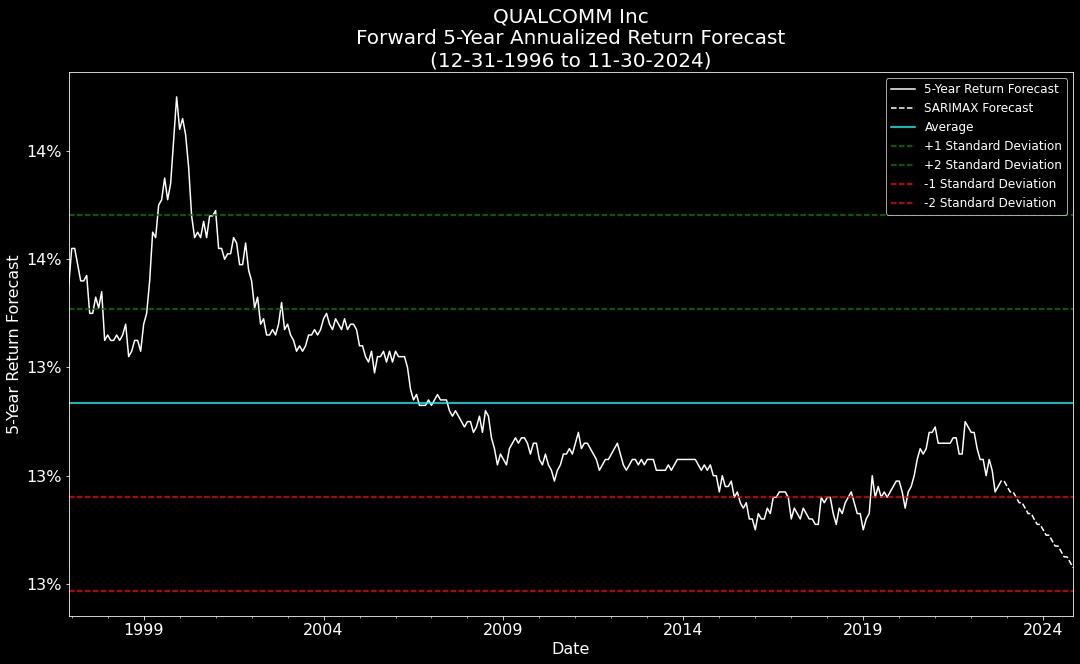 QUALCOMM Inc
Forward 5-Year Annualized Return Forecast
(12-31-1996 to 11-30-2024)
5-Year Return Forecast
SARIMAX Forecast
Average
+1 Standard Deviation
+2 Standard Deviation
-1 Standard Deviation
-2 Standard Deviation
5-Year Return Forecast
14%
14%
13%
13%
13%
1999
2004
2009
2014
2019
2024
Date